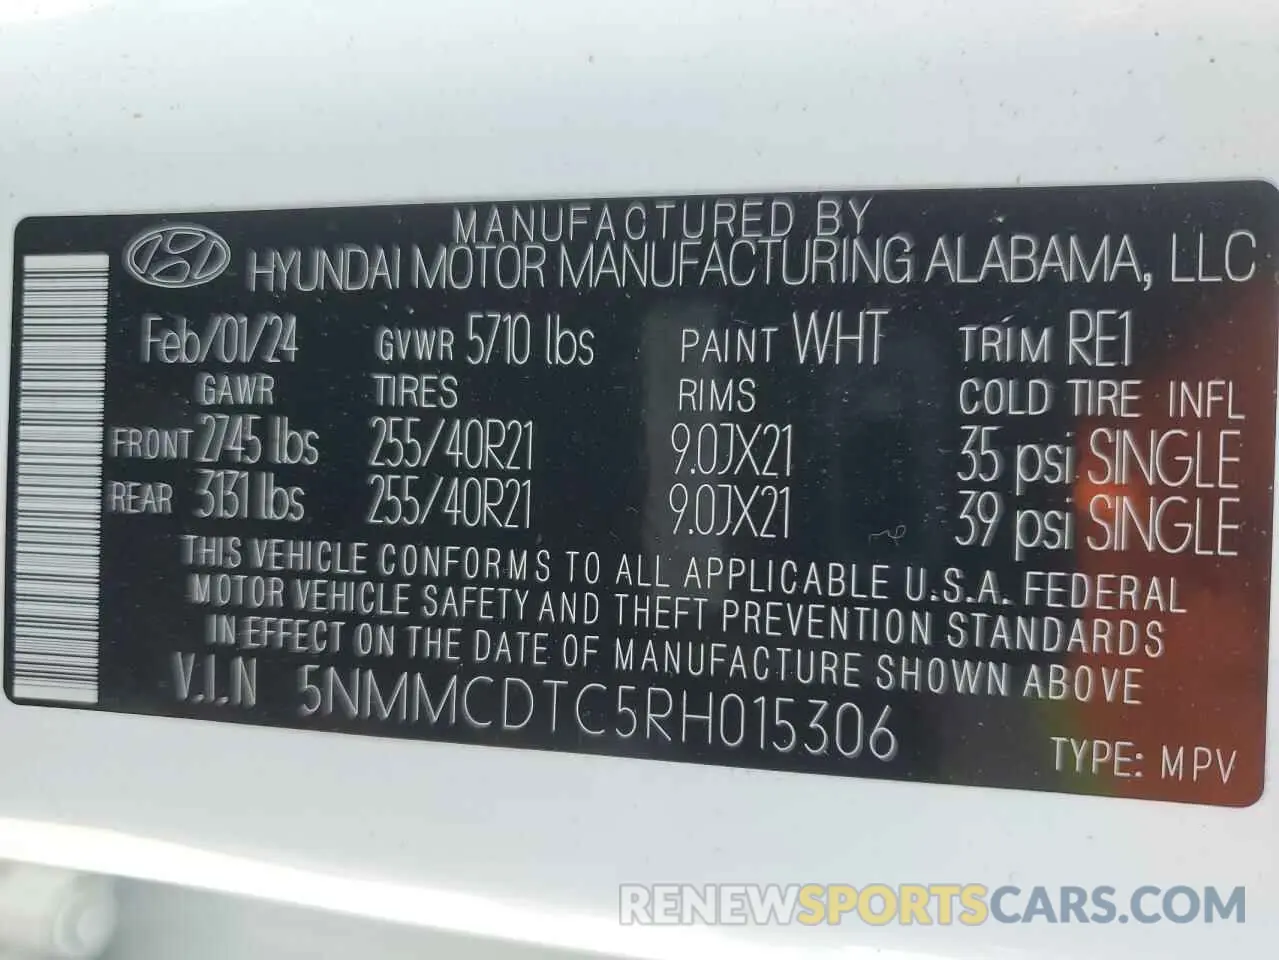 MANUFACTURED BY
HYUNDAI MOTOR MANUFACTURING ALABAMA, LLC
Feb/01/24 GVWR 5710 lbs PAINT WHT TRIM RE1
GAWR TIRES RIMS COLD TIRE INFL
FRONT 2745 lbs 255/40R21 9.0JX21 35 psi SINGLE
REAR 3131 lbs 255/40R21 9.0JX21 39 psi SINGLE
THIS VEHICLE CONFORMS TO ALL APPLICABLE U.S.A. FEDERAL
MOTOR VEHICLE SAFETY AND THEFT PREVENTION STANDARDS
IN EFFECT ON THE DATE OF MANUFACTURE SHOWN ABOVE
V.I.N 5NMMCDTC5RH015306
TYPE: MPV
RENEWSPORTSCARS.COM